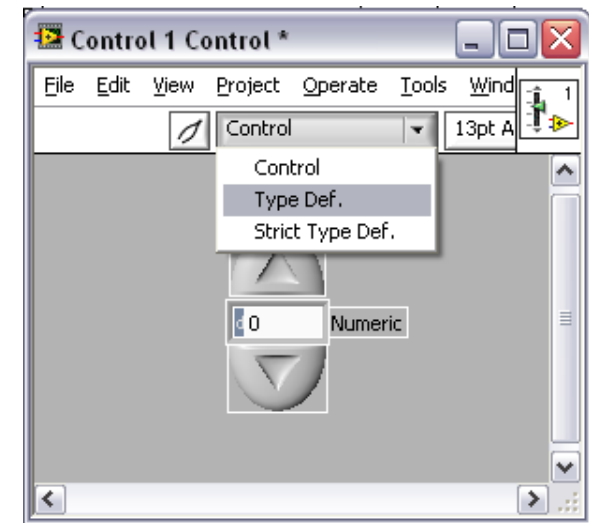 Control 1 Control *
File Edit View Project Operate Tools Wind
Control 13pt A
1
Control
Type Def.
Strict Type Def.
0 Numeric